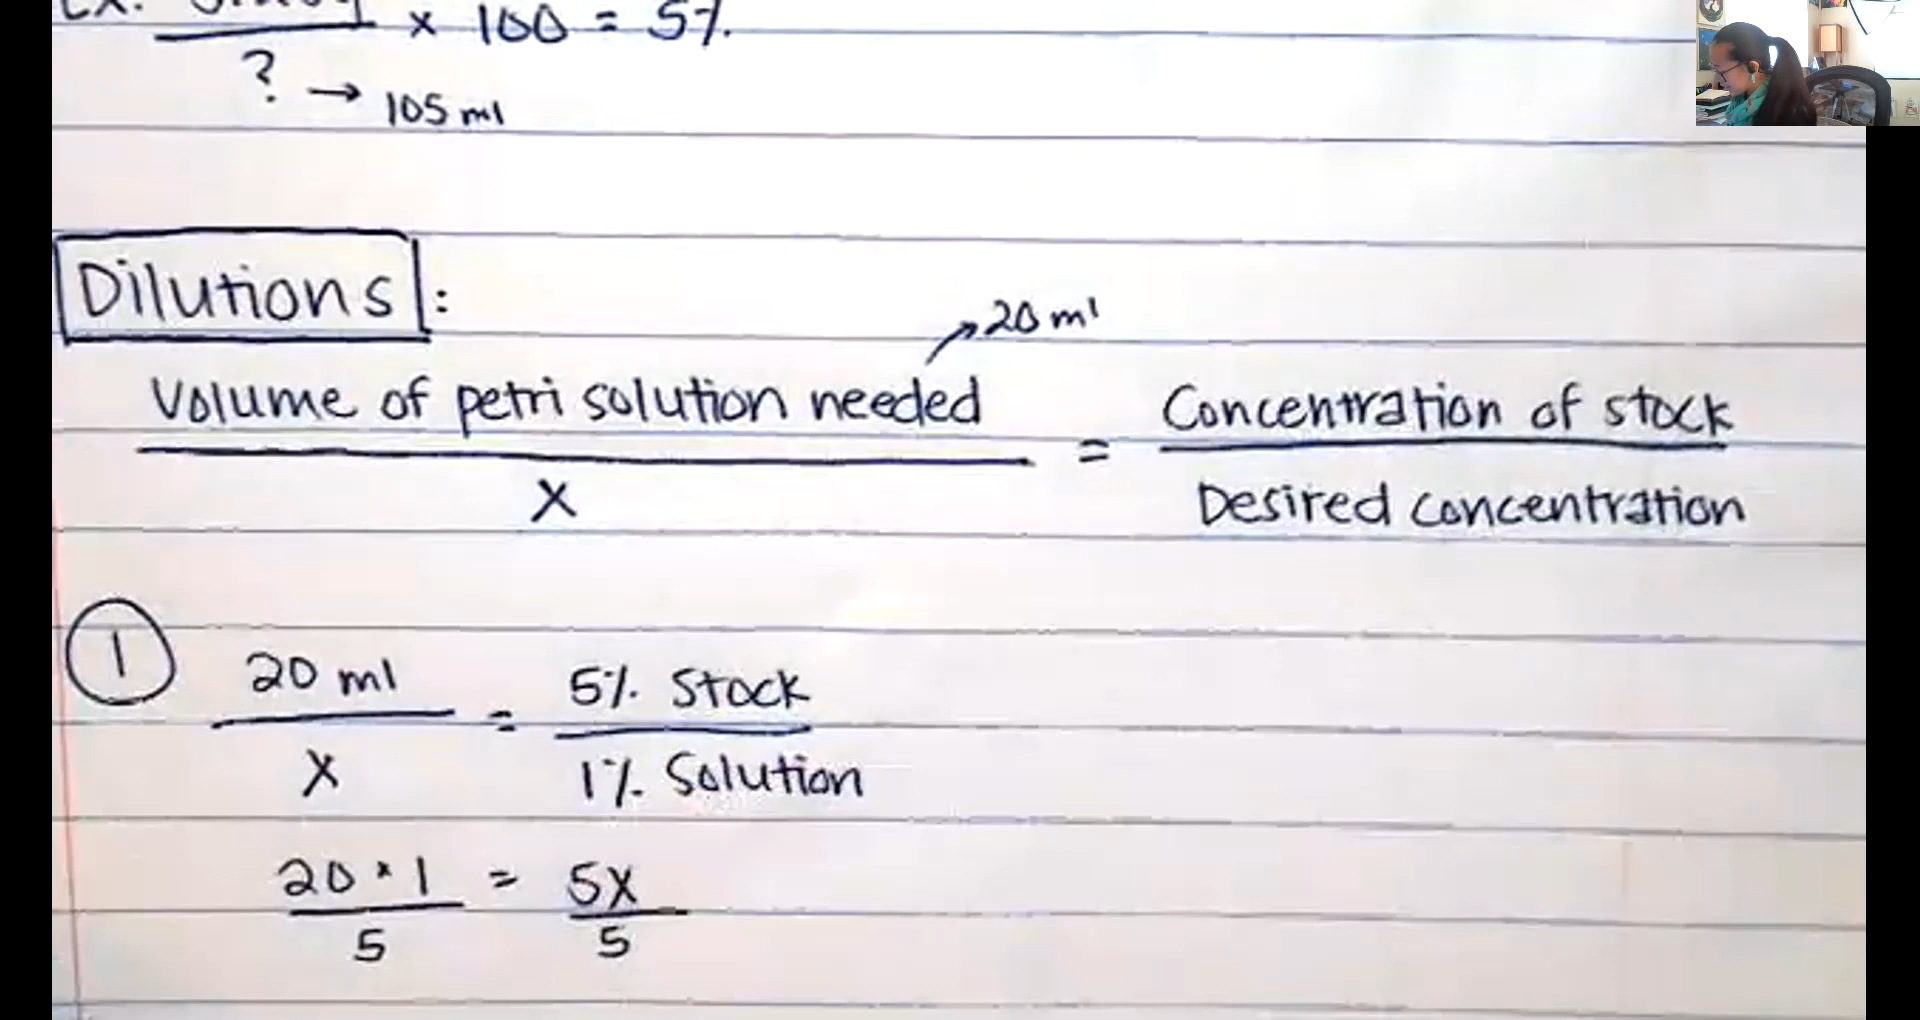 x 100 = 5%
? → 105 ml
Dilutions :
→ 20 ml
Volume of petri solution needed = Concentration of stock
X Desired concentration
1
20 ml = 5% Stock
X 1% Solution
20 * 1 = 5X
5 5